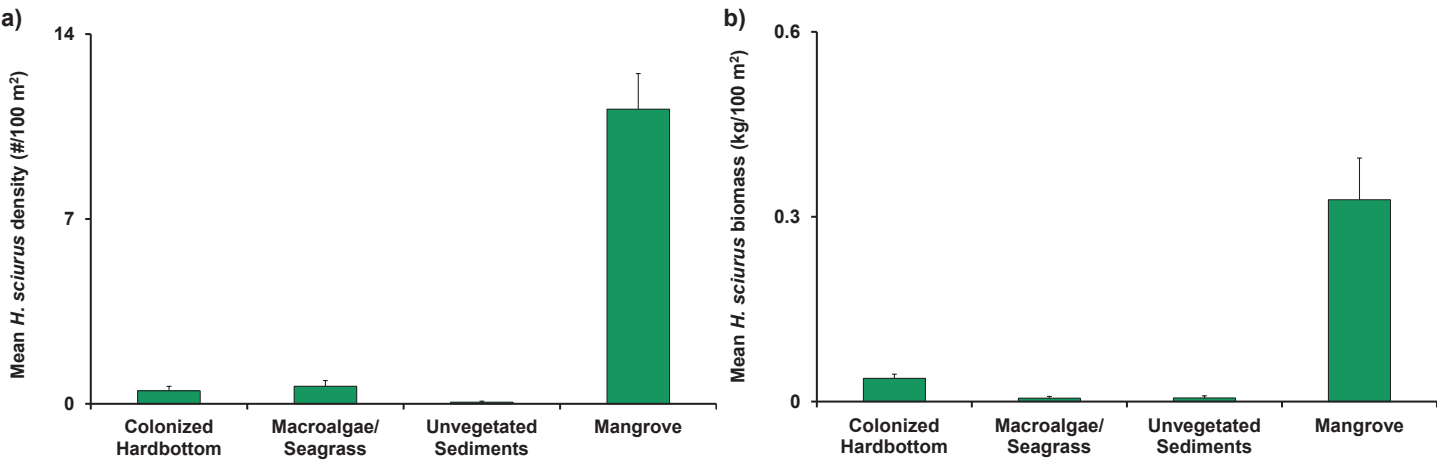 a)
Mean H. sciurus density (#/100 m²)
14
7
0
Colonized
Hardbottom
Macroalgae/
Seagrass
Unvegetated
Sediments
Mangrove
b)
Mean H. sciurus biomass (kg/100 m²)
0.6
0.3
0
Colonized
Hardbottom
Macroalgae/
Seagrass
Unvegetated
Sediments
Mangrove